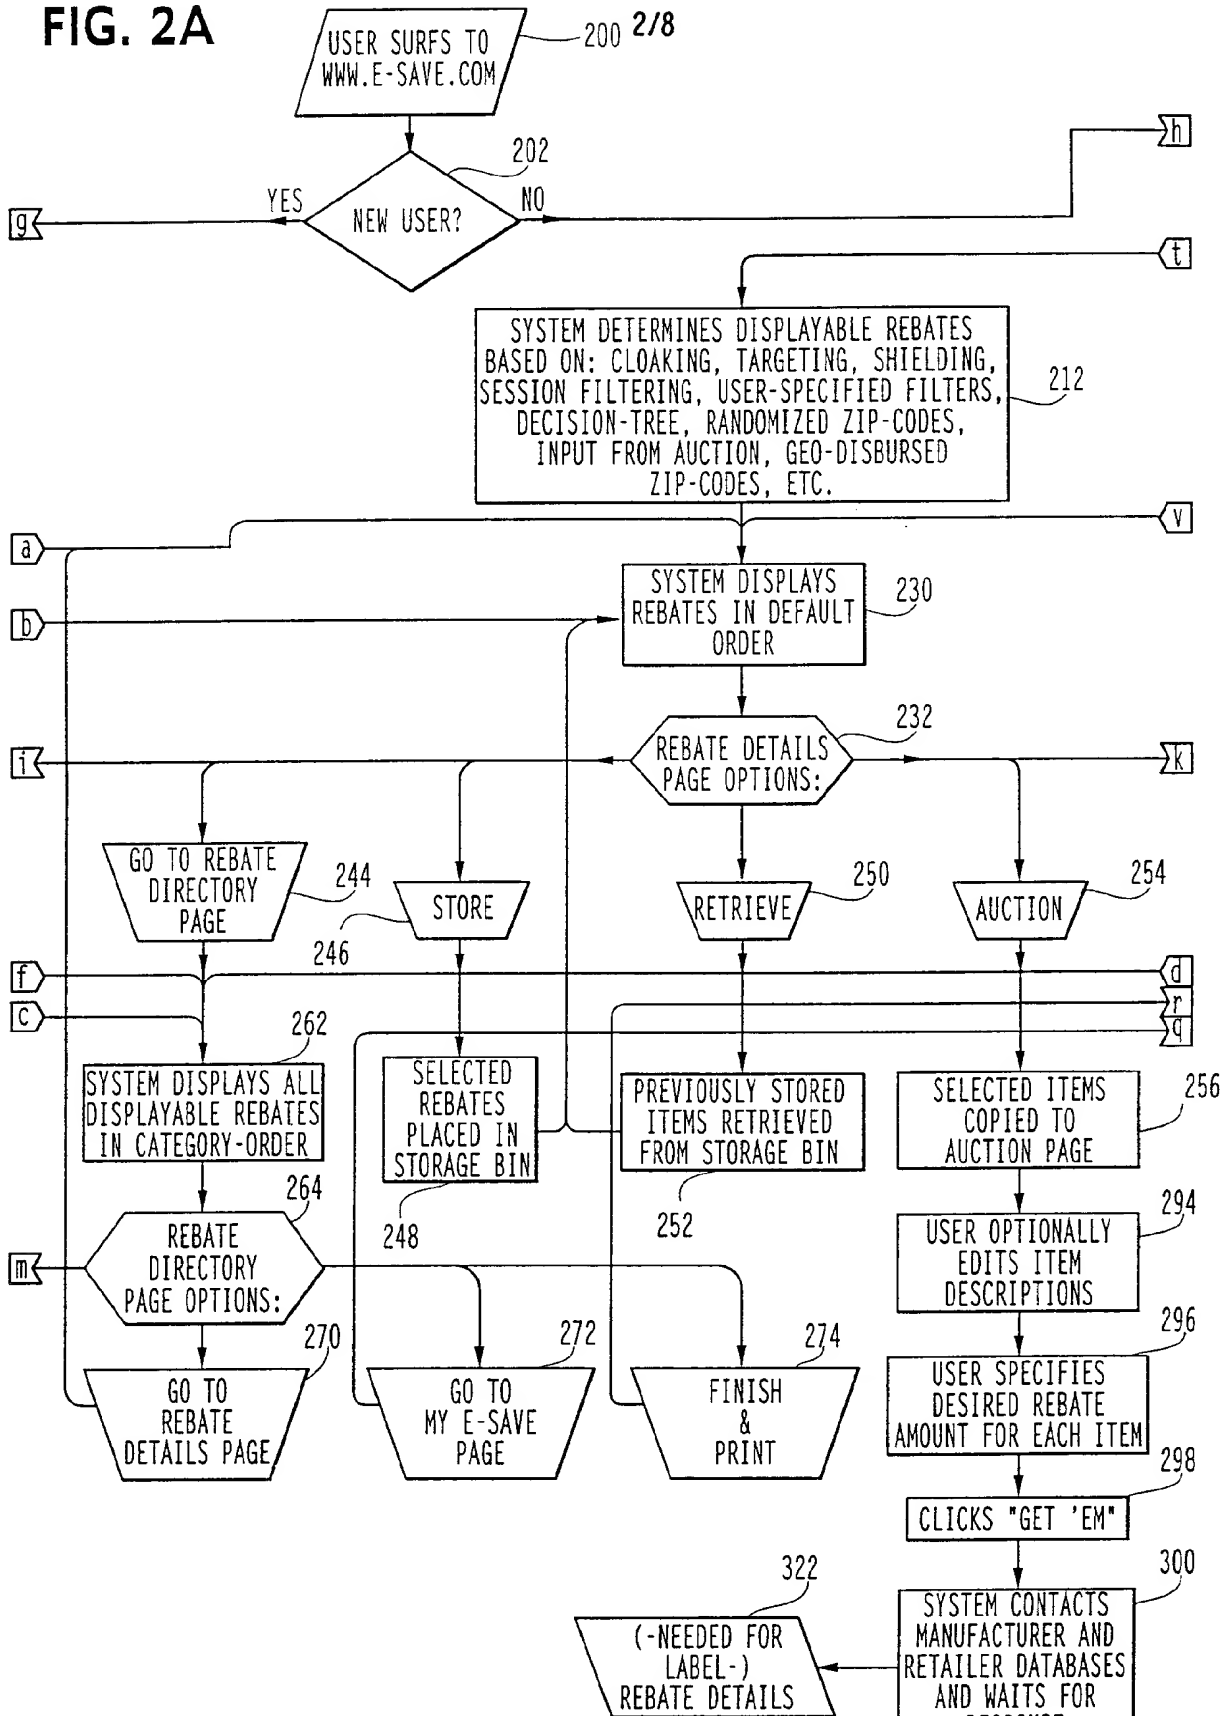 FIG. 2A
2/8
USER SURFS TO
WWW.E-SAVE.COM
200
202
NEW USER?
YES
NO
g
h
t
SYSTEM DETERMINES DISPLAYABLE REBATES
BASED ON: CLOAKING, TARGETING, SHIELDING,
SESSION FILTERING, USER-SPECIFIED FILTERS,
DECISION-TREE, RANDOMIZED ZIP-CODES,
INPUT FROM AUCTION, GEO-DISBURSED
ZIP-CODES, ETC.
212
a
v
SYSTEM DISPLAYS
REBATES IN DEFAULT
ORDER
230
b
REBATE DETAILS
PAGE OPTIONS:
232
i
k
GO TO REBATE
DIRECTORY
PAGE
244
STORE
246
RETRIEVE
250
AUCTION
254
f
d
c
r
q
SYSTEM DISPLAYS ALL
DISPLAYABLE REBATES
IN CATEGORY-ORDER
262
SELECTED
REBATES
PLACED IN
STORAGE BIN
248
PREVIOUSLY STORED
ITEMS RETRIEVED
FROM STORAGE BIN
252
SELECTED ITEMS
COPIED TO
AUCTION PAGE
256
REBATE
DIRECTORY
PAGE OPTIONS:
264
m
USER OPTIONALLY
EDITS ITEM
DESCRIPTIONS
294
GO TO
REBATE
DETAILS PAGE
270
GO TO
MY E-SAVE
PAGE
272
FINISH
&
PRINT
274
USER SPECIFIES
DESIRED REBATE
AMOUNT FOR EACH ITEM
296
CLICKS "GET 'EM"
298
SYSTEM CONTACTS
MANUFACTURER AND
RETAILER DATABASES
AND WAITS FOR
300
(-NEEDED FOR
LABEL-)
REBATE DETAILS
322